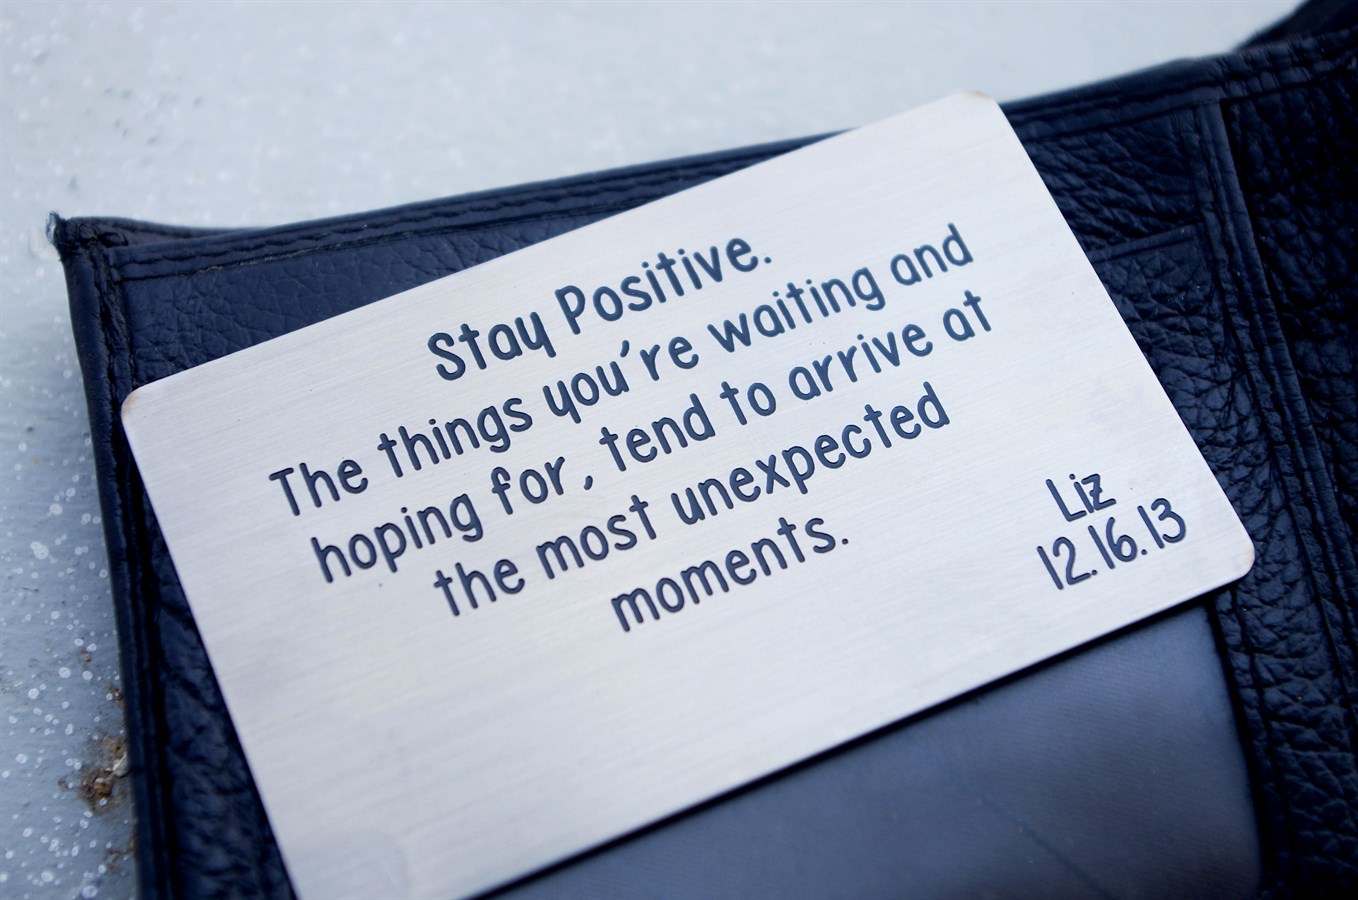 Stay Positive.
The things you're waiting and
hoping for, tend to arrive at
the most unexpected
moments.
Liz
12.16.13